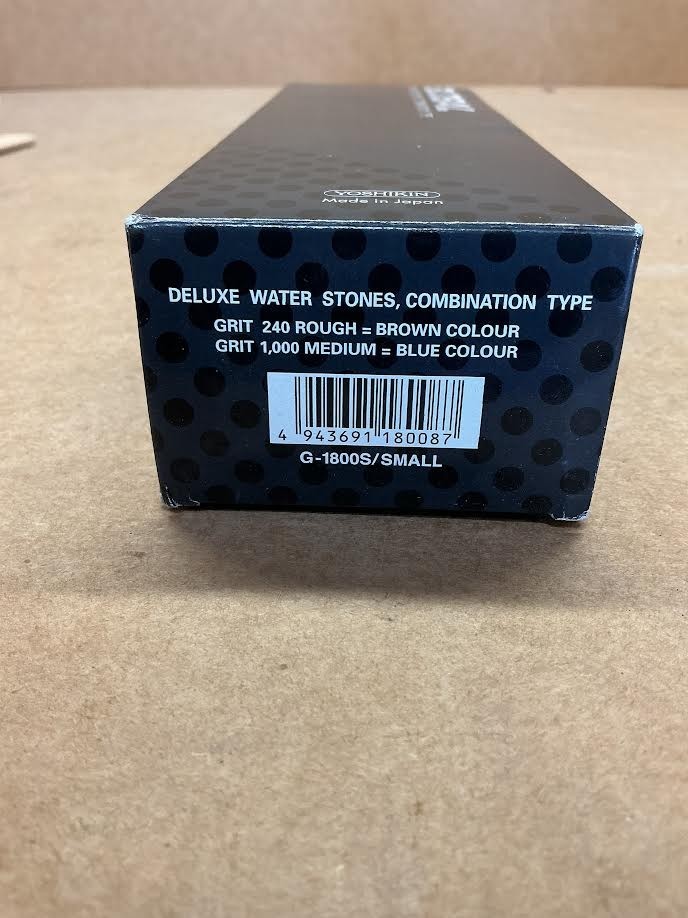 YOSHIKIN
Made in Japan
DELUXE WATER STONES, COMBINATION TYPE
GRIT 240 ROUGH = BROWN COLOUR
GRIT 1,000 MEDIUM = BLUE COLOUR
4 943691 180087
G-1800S/SMALL